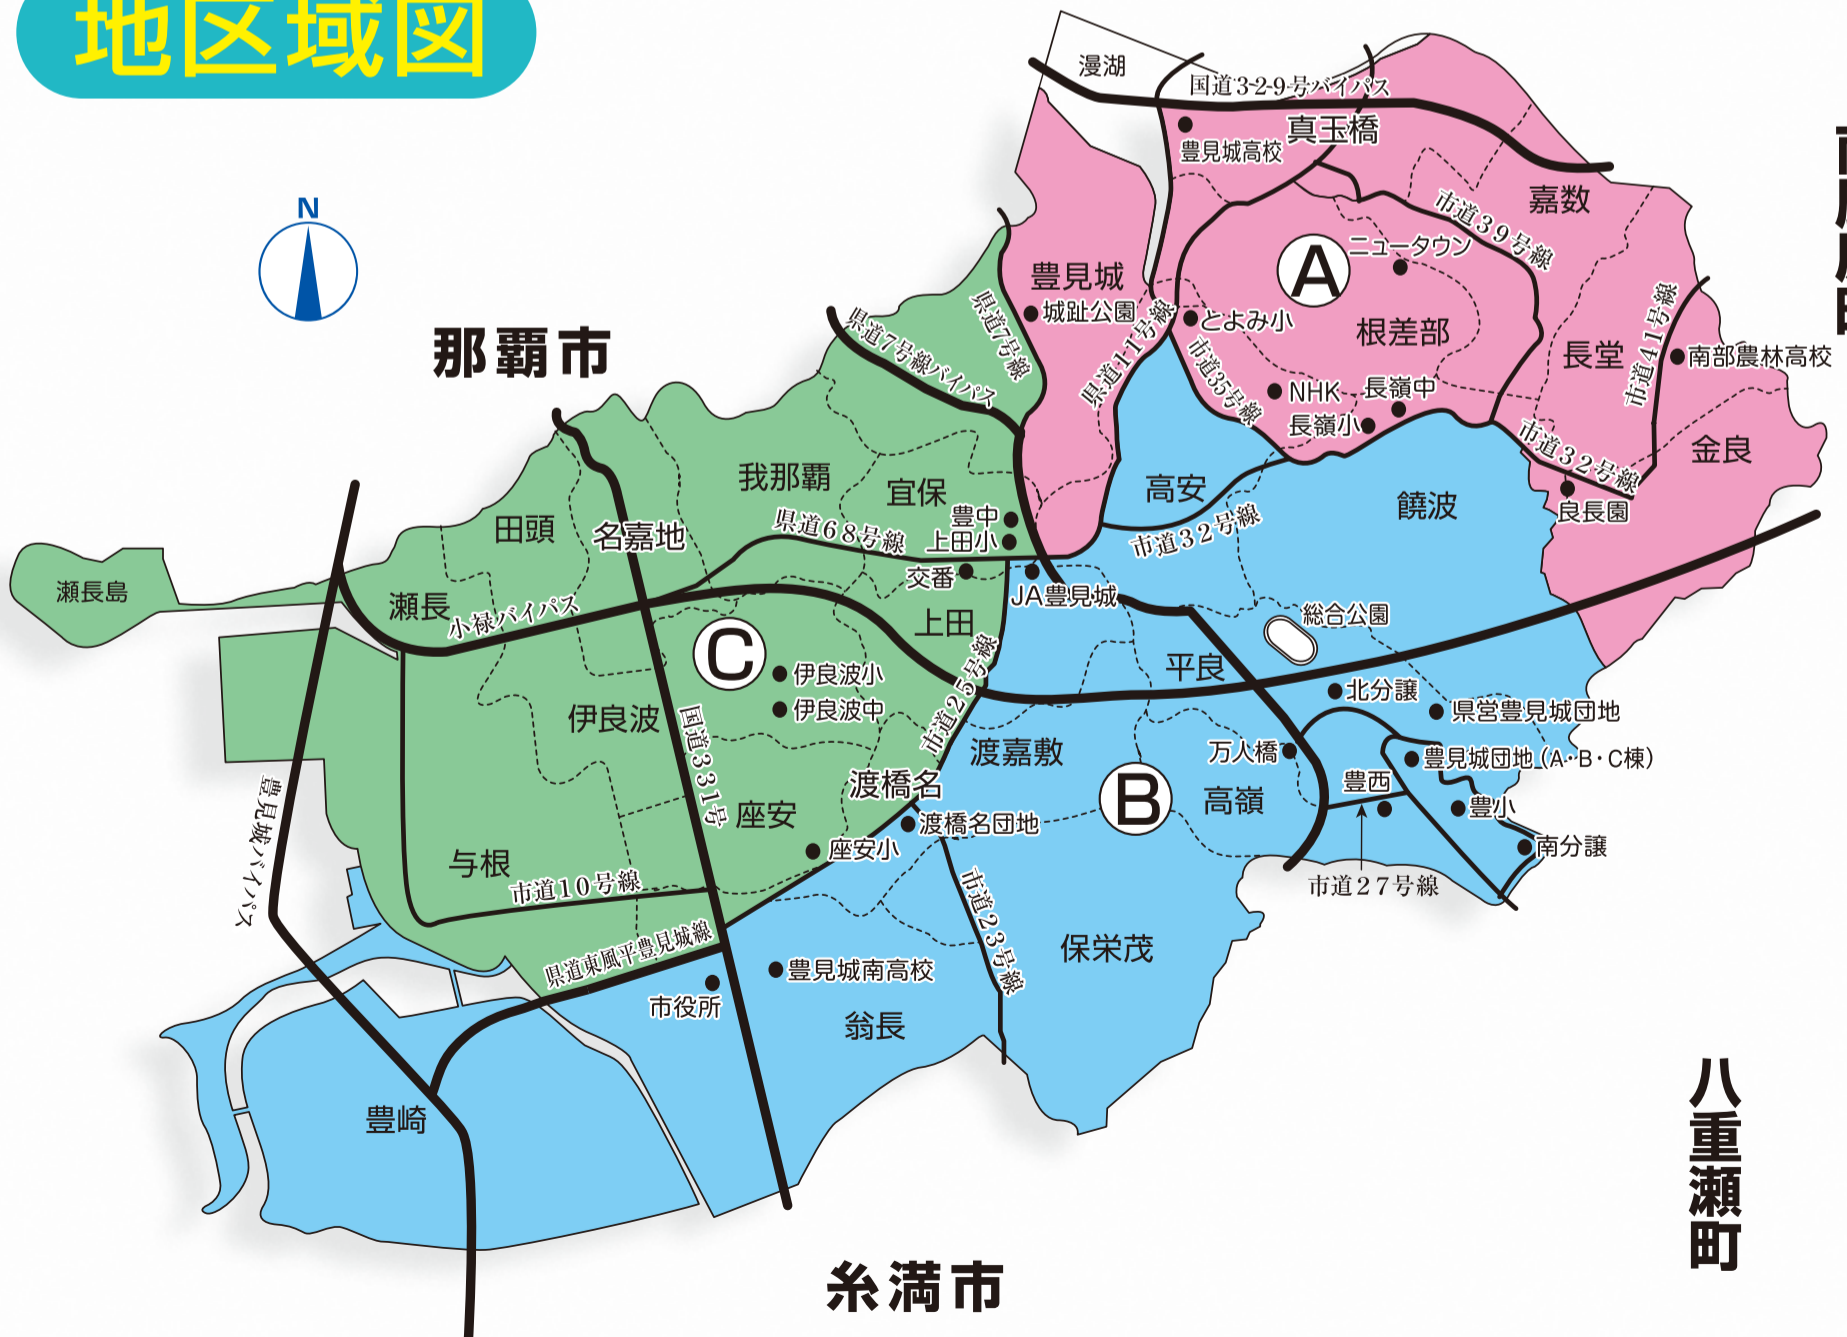 地区域図
N
那覇市
糸満市
八重瀬町
漫湖
国道329号バイパス
豊見城高校
真玉橋
嘉数
市道39号線
ニュータウン
A
豊見城
城趾公園
県道7号線
県道7号線バイパス
県道11号線
とよみ小
根差部
長堂
市道41号線
南部農林高校
市道35号線
NHK
長嶺中
長嶺小
市道32号線
金良
良長園
高安
饒波
市道32号線
我那覇
宜保
豊中
上田小
県道68号線
交番
JA豊見城
田頭
名嘉地
瀬長島
瀬長
小禄バイパス
上田
総合公園
平良
C
伊良波小
伊良波中
市道25号線
北分譲
県営豊見城団地
伊良波
国道331号
渡嘉敷
万人橋
豊見城団地(A・B・C棟)
豊西
渡橋名
B
高嶺
豊小
座安
渡橋名団地
座安小
南分譲
豊見城バイパス
与根
市道10号線
市道27号線
市道23号線
県道東風平豊見城線
保栄茂
豊見城南高校
市役所
翁長
豊崎